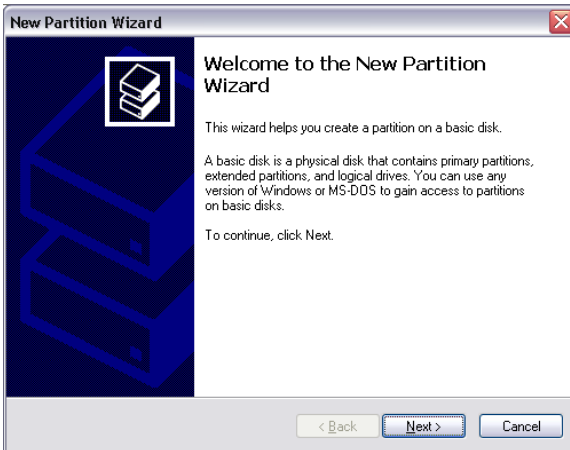 New Partition Wizard
Welcome to the New Partition
Wizard
This wizard helps you create a partition on a basic disk.
A basic disk is a physical disk that contains primary partitions,
extended partitions, and logical drives. You can use any
version of Windows or MS-DOS to gain access to partitions
on basic disks.
To continue, click Next.
< Back
Next >
Cancel